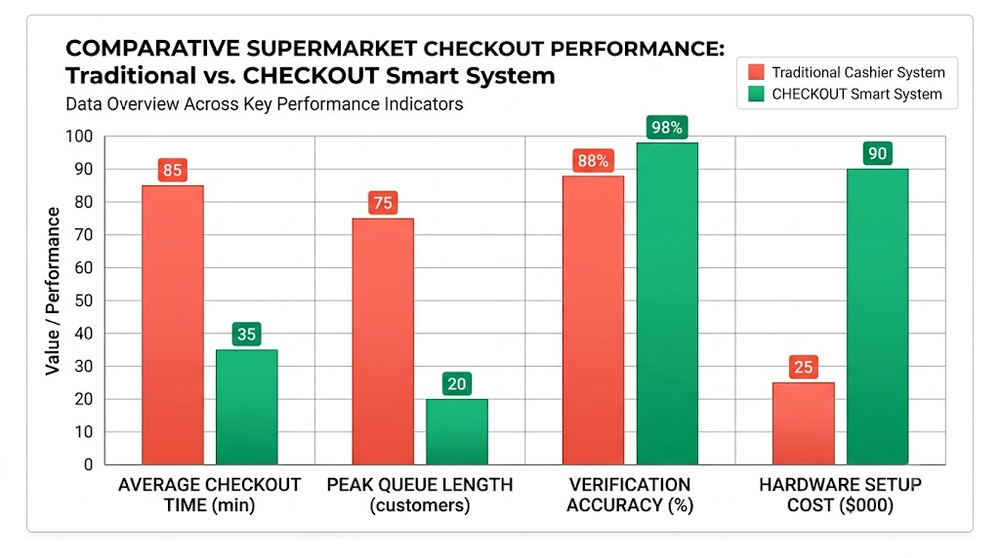 COMPARATIVE SUPERMARKET CHECKOUT PERFORMANCE:
Traditional vs. CHECKOUT Smart System
Data Overview Across Key Performance Indicators
Traditional Cashier System
CHECKOUT Smart System
Value / Performance
100
90
80
70
60
50
40
30
20
10
0
85
35
75
20
88%
98%
25
90
AVERAGE CHECKOUT
TIME (min)
PEAK QUEUE LENGTH
(customers)
VERIFICATION
ACCURACY (%)
HARDWARE SETUP
COST ($000)